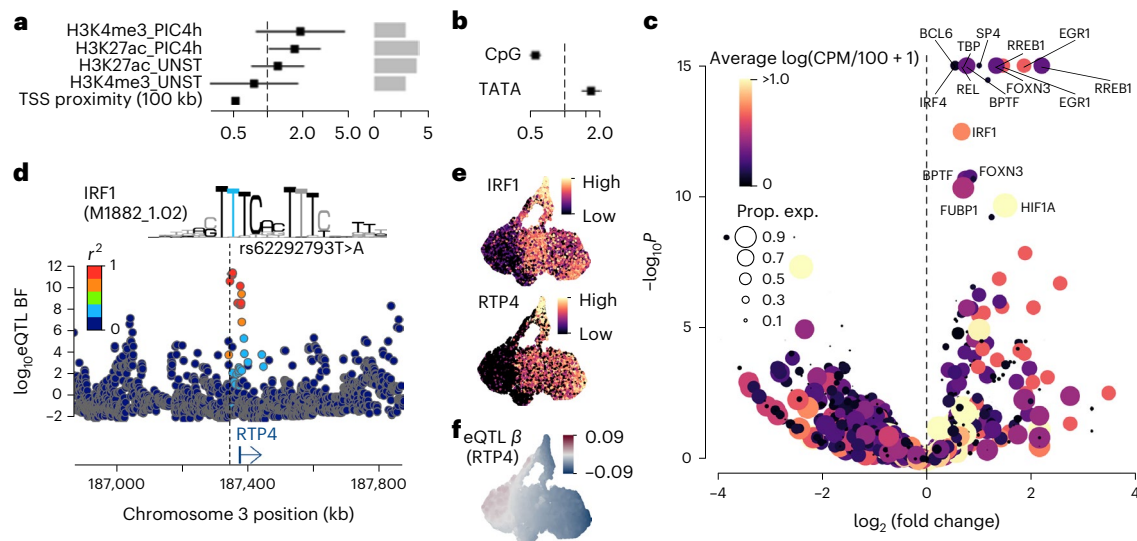 a
H3K4me3_PIC4h
H3K27ac_PIC4h
H3K27ac_UNST
H3K4me3_UNST
TSS proximity (100 kb)
0.5 1.0 2.0 5.0 0 5
b
CpG
TATA
0.5 2.0
c
Average log(CPM/100 + 1)
>1.0
0
Prop. exp.
0.9
0.7
0.5
0.3
0.1
BCL6
TBP
SP4
RREB1
EGR1
IRF4
REL
BPTF
FOXN3
EGR1
RREB1
IRF1
BPTF
FOXN3
FUBP1
HIF1A
15
10
5
0
–log10P
–4 –2 0 2 4
log2 (fold change)
d
IRF1
(M1882_1.02)
rs62292793T>A
r2
1
0
12
10
8
6
4
2
0
–2
log10eQTL BF
RTP4
187,000 187,400 187,800
Chromosome 3 position (kb)
e
IRF1
High
Low
RTP4
High
Low
f
eQTL β
(RTP4)
0.09
–0.09